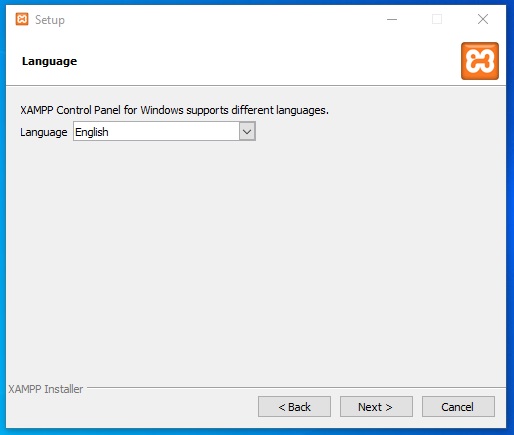 Setup
Language
XAMPP Control Panel for Windows supports different languages.
Language English
XAMPP Installer
< Back Next > Cancel